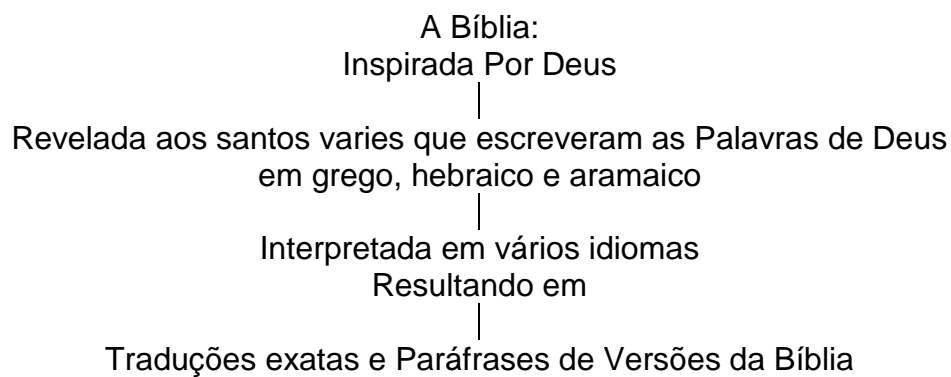 A Bíblia:
Inspirada Por Deus
Revelada aos santos varies que escreveram as Palavras de Deus
em grego, hebraico e aramaico
Interpretada em vários idiomas
Resultando em
Traduções exatas e Paráfrases de Versões da Bíblia